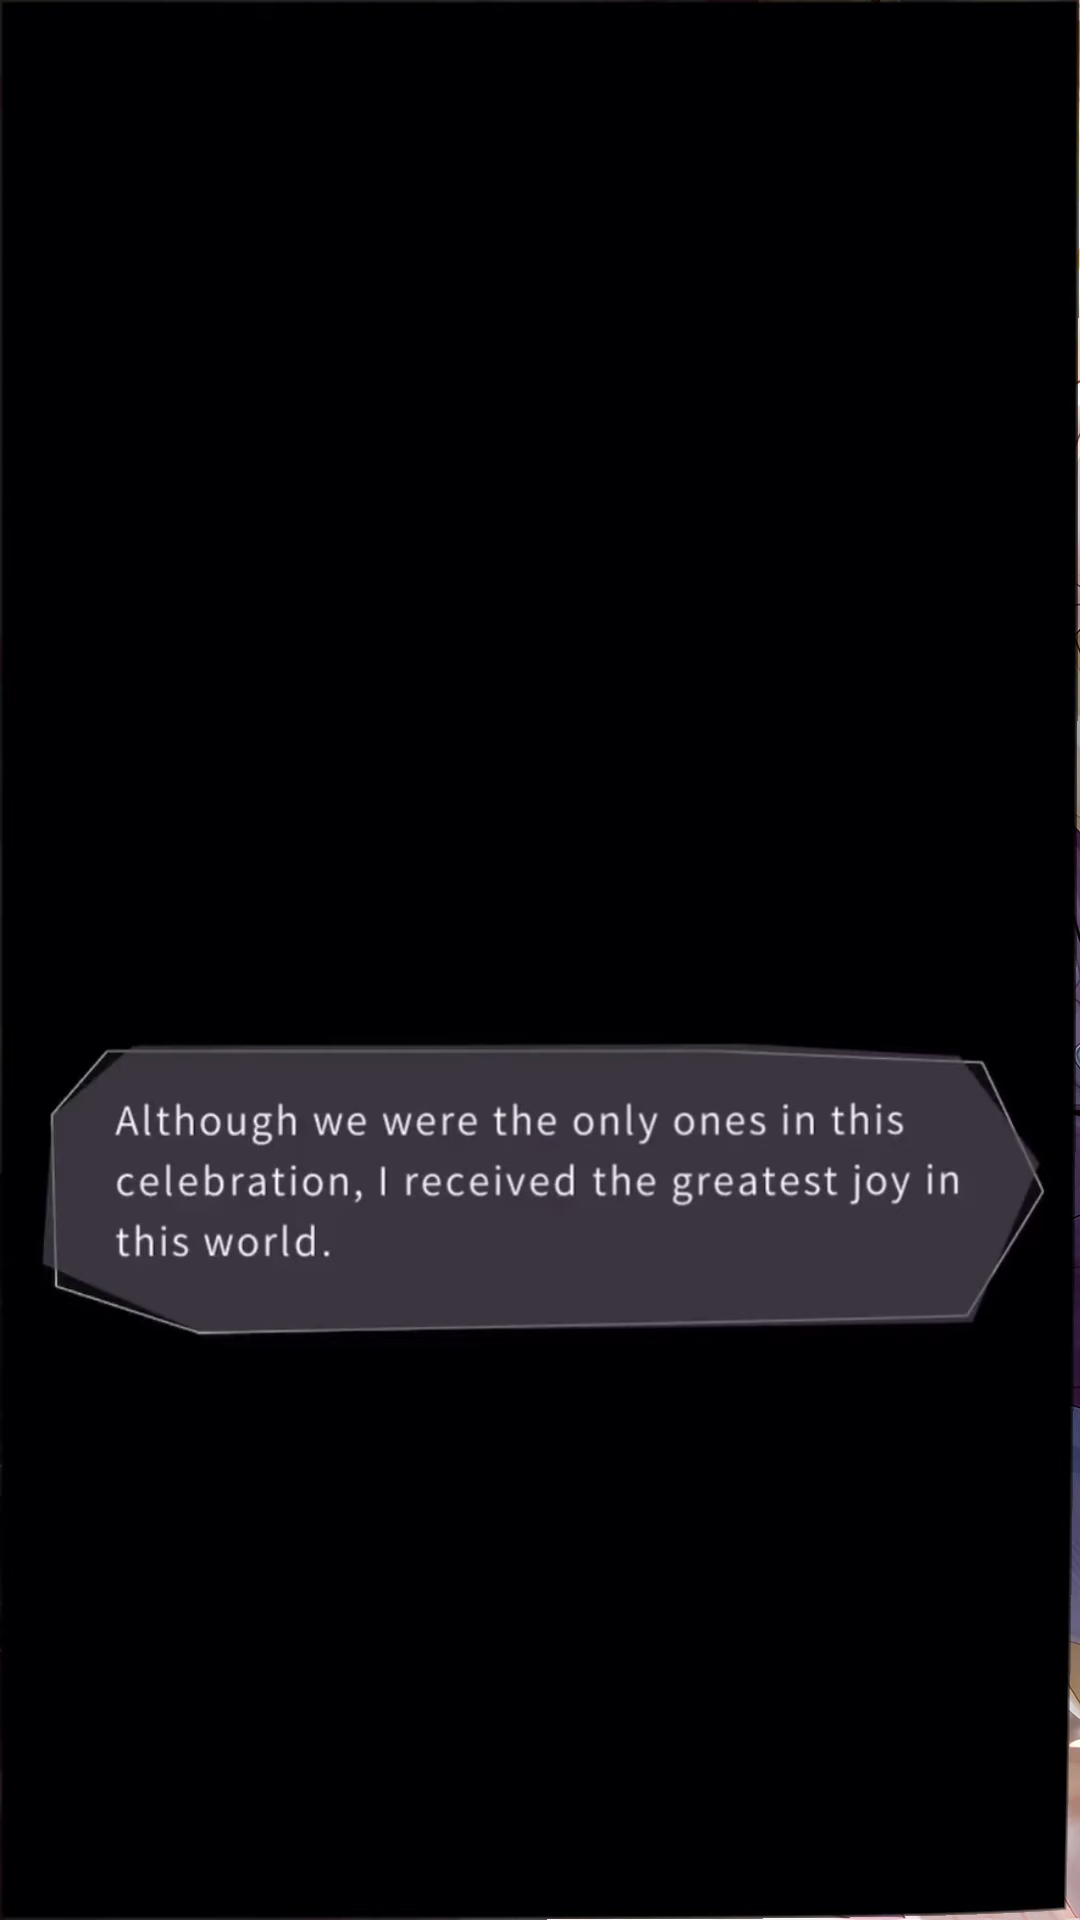 Although we were the only ones in this
celebration, I received the greatest joy in
this world.